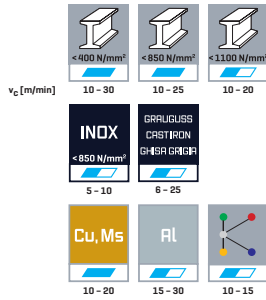 <400 N/mm² <850 N/mm² <1100 N/mm²
vc [m/min] 10 – 30 10 – 25 10 – 20
INOX
<850 N/mm²
GRAUGUSS
CASTIRON
GHISA GRIGIA
5 – 10 6 – 25
Cu, Ms Al
10 – 20 15 – 30 10 – 15